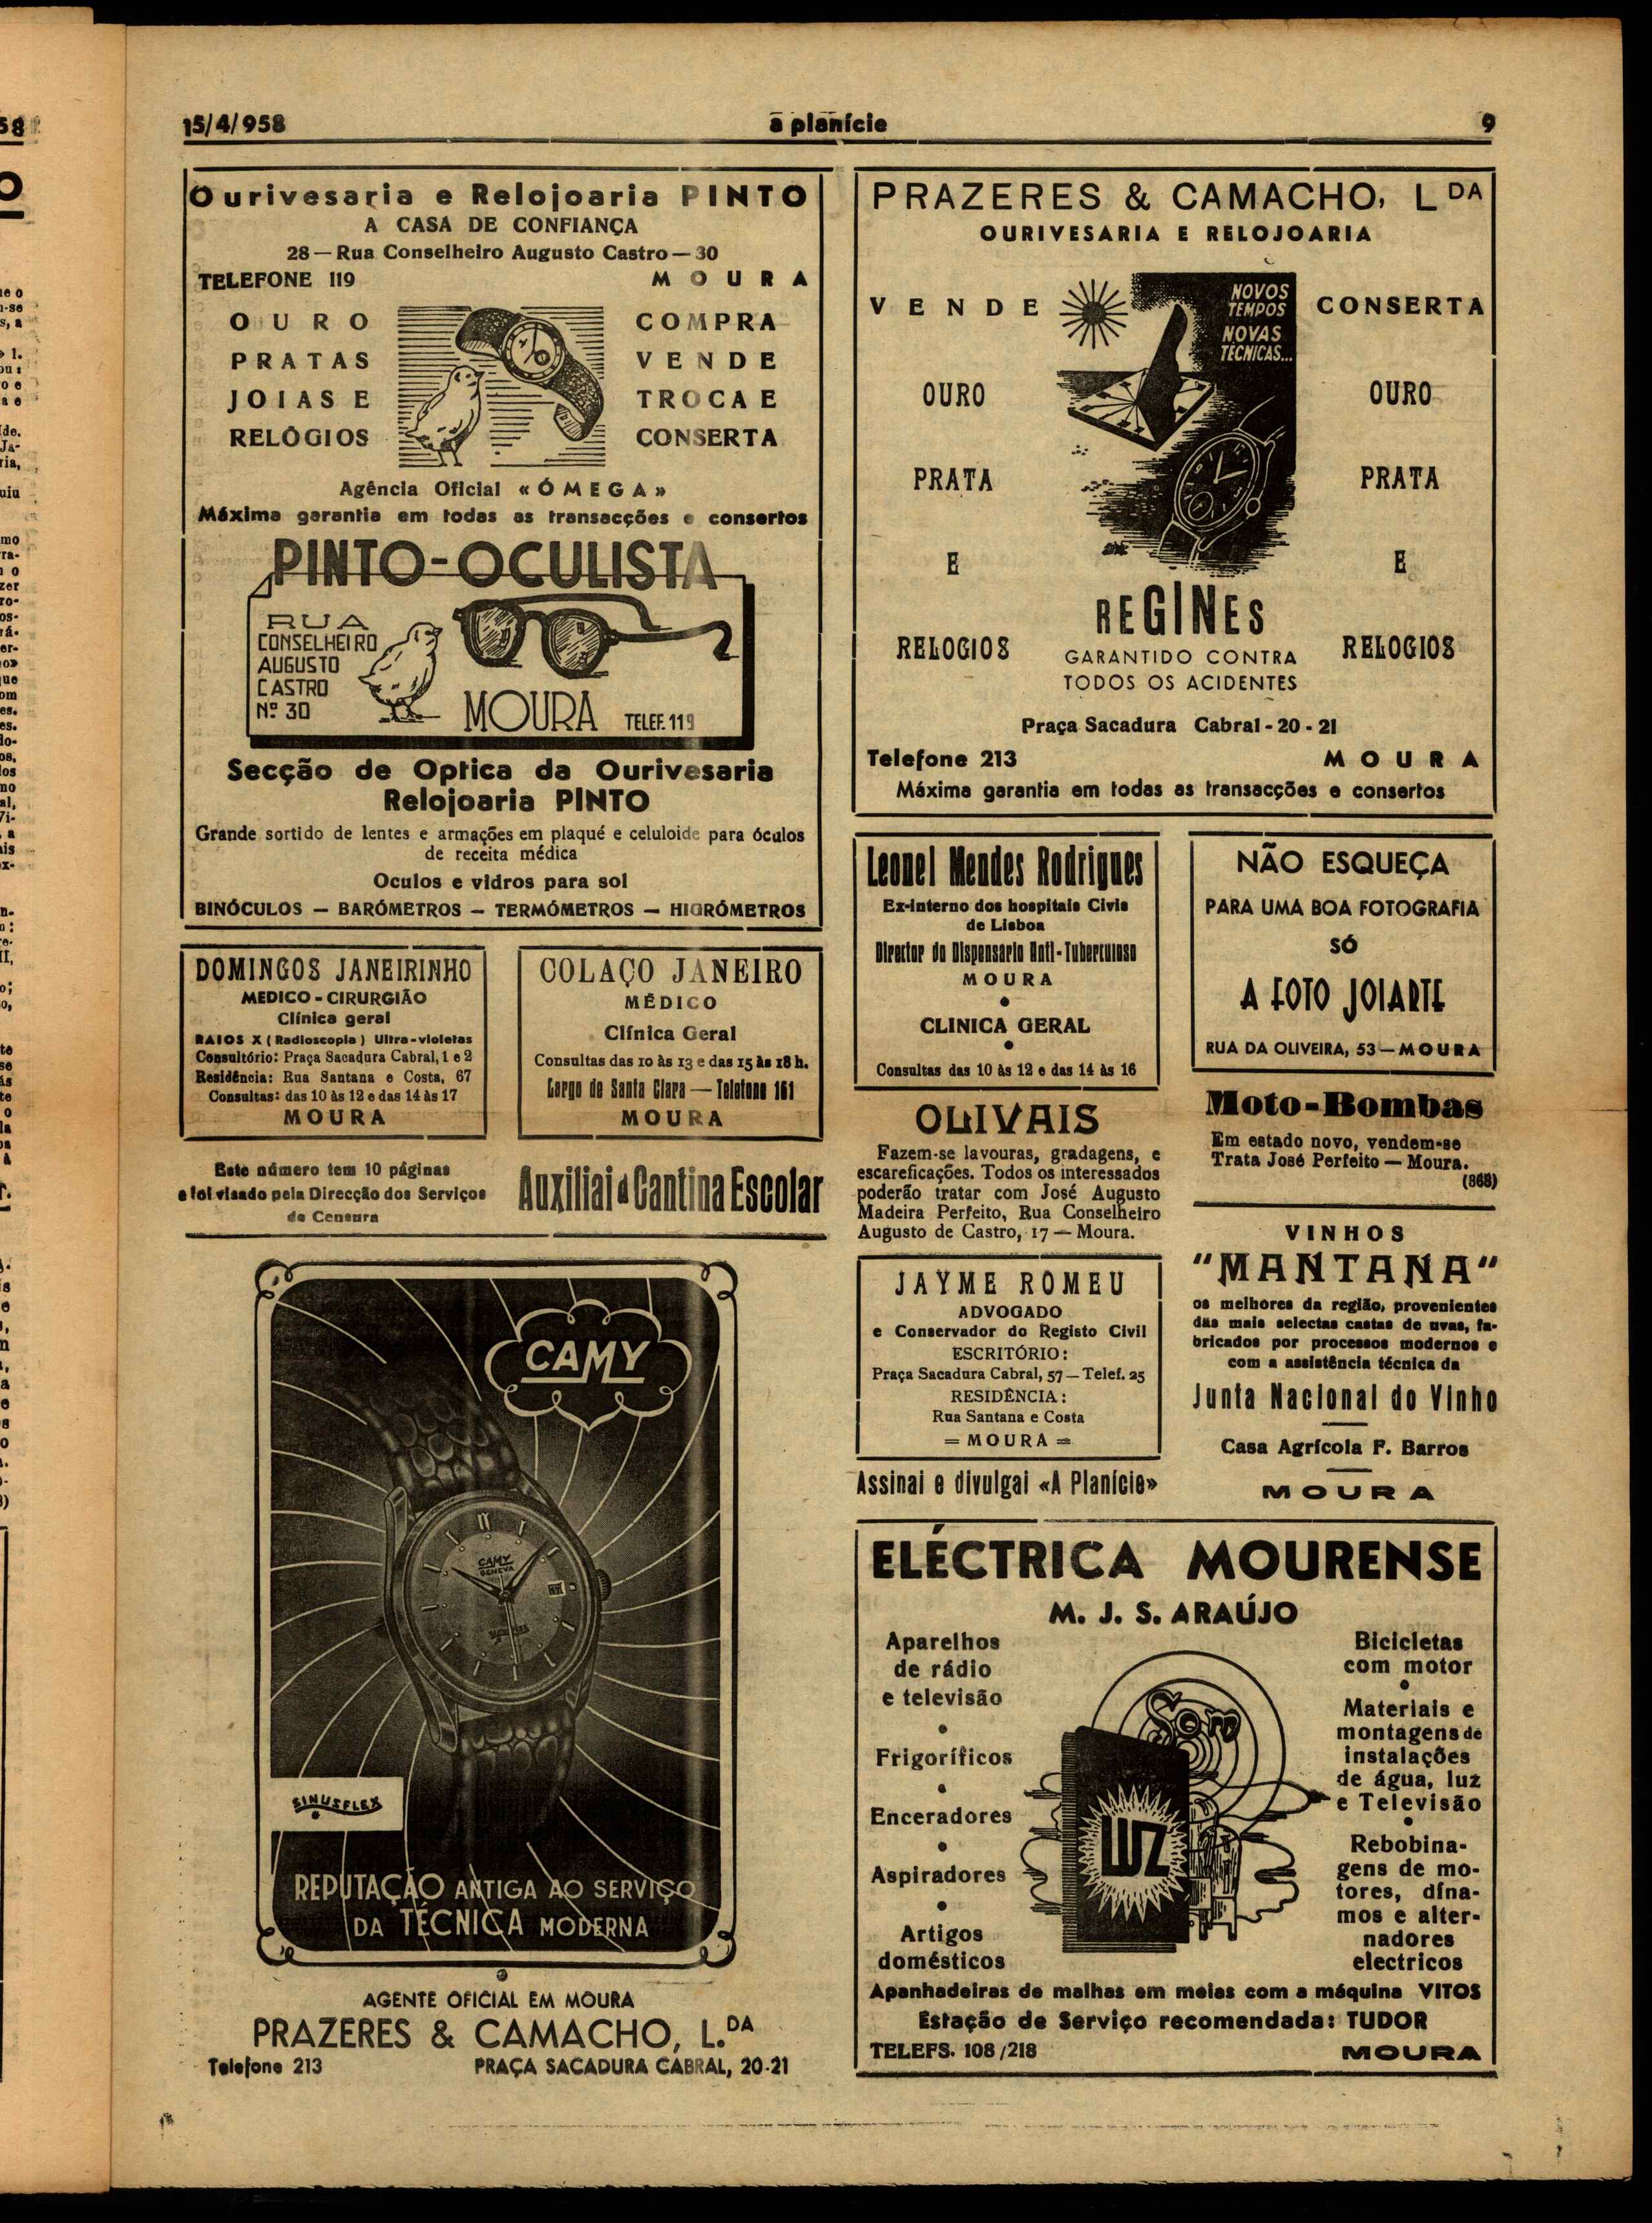 15/4/958
a planície
9
Ourivesaria e Relojoaria PINTO
A CASA DE CONFIANÇA
28 — Rua Conselheiro Augusto Castro — 30
TELEFONE 119 MOURA
OURO
PRATAS
JOIAS E
RELÓGIOS
COMPRA
VENDE
TROCA E
CONSERTA
Agência Oficial «ÓMEGA»
Máxima garantia em todas as transacções e consertos
PINTO-OCULISTA
RUA
CONSELHEIRO
AUGUSTO
CASTRO
Nº 30
MOURA TELEF. 119
Secção de Optica da Ourivesaria
Relojoaria PINTO
Grande sortido de lentes e armações em plaqué e celuloide para óculos
de receita médica
Oculos e vidros para sol
BINÓCULOS — BARÓMETROS — TERMÓMETROS — HIGRÓMETROS
DOMINGOS JANEIRINHO
MEDICO - CIRURGIÃO
Clínica geral
RAIOS X (Radioscopia) Ultra-violetas
Consultório: Praça Sacadura Cabral, 1 e 2
Residência: Rua Santana e Costa, 67
Consultas: das 10 às 12 e das 14 às 17
MOURA
COLAÇO JANEIRO
MÉDICO
Clínica Geral
Consultas das 10 às 13 e das 15 às 18 h.
Largo de Santa Clara — Telefone 161
MOURA
Este número tem 10 páginas
e foi visado pela Direcção dos Serviços
de Censura
Auxiliai a Cantina Escolar
CAMY
CAMY
GENEVA
SINUSFLEX
REPUTAÇÃO ANTIGA AO SERVIÇO
DA TÉCNICA MODERNA
AGENTE OFICIAL EM MOURA
PRAZERES & CAMACHO, L.DA
Telefone 213 PRAÇA SACADURA CABRAL, 20-21
PRAZERES & CAMACHO, LDA
OURIVESARIA E RELOJOARIA
VENDE
OURO
PRATA
E
RELOGIOS
NOVOS
TEMPOS
NOVAS
TÉCNICAS...
REGINES
GARANTIDO CONTRA
TODOS OS ACIDENTES
CONSERTA
OURO
PRATA
E
RELOGIOS
Praça Sacadura Cabral - 20 - 21
Telefone 213 MOURA
Máxima garantia em todas as transacções e consertos
Leonel Mendes Rodrigues
Ex-interno dos hospitais Civis
de Lisboa
Director do Dispensario Anti-Tuberculoso
MOURA
CLINICA GERAL
Consultas das 10 às 12 e das 14 às 16
NÃO ESQUEÇA
PARA UMA BOA FOTOGRAFIA
SÓ
A FOTO JOIARTE
RUA DA OLIVEIRA, 53 — MOURA
OLIVAIS
Fazem-se lavouras, gradagens, e
escareficações. Todos os interessados
poderão tratar com José Augusto
Madeira Perfeito, Rua Conselheiro
Augusto de Castro, 17 — Moura.
Moto-Bombas
Em estado novo, vendem-se
Trata José Perfeito — Moura.
(868)
JAYME ROMEU
ADVOGADO
e Conservador do Registo Civil
ESCRITÓRIO:
Praça Sacadura Cabral, 57 — Telef. 25
RESIDÊNCIA:
Rua Santana e Costa
= MOURA =
Assinai e divulgai «A Planície»
VINHOS
"MANTANA"
os melhores da região, provenientes
das mais selectas castas de uvas, fa-
bricados por processos modernos e
com a assistência técnica da
Junta Nacional do Vinho
Casa Agrícola F. Barros
MOURA
ELÉCTRICA MOURENSE
M. J. S. ARAÚJO
Aparelhos
de rádio
e televisão
Frigoríficos
Enceradores
Aspiradores
Artigos
domésticos
Som
LUZ
Bicicletas
com motor
Materiais e
montagens de
instalações
de água, luz
e Televisão
Rebobina-
gens de mo-
tores, dína-
mos e alter-
nadores
electricos
Apanhadeiras de malhas em meias com a máquina VITOS
Estação de Serviço recomendada: TUDOR
TELEFS. 108/218 MOURA